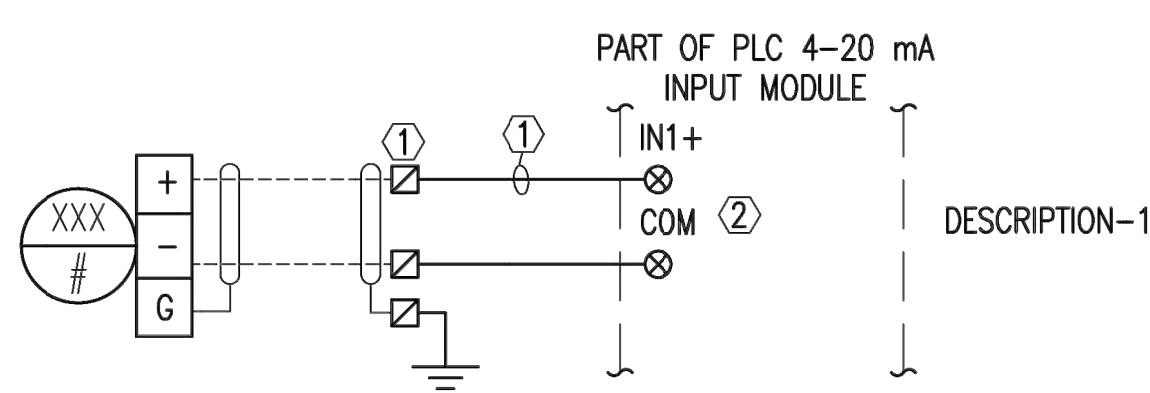 PART OF PLC 4-20 mA
INPUT MODULE
1
1
IN1+
+
XXX
COM
2
DESCRIPTION-1
-
#
G